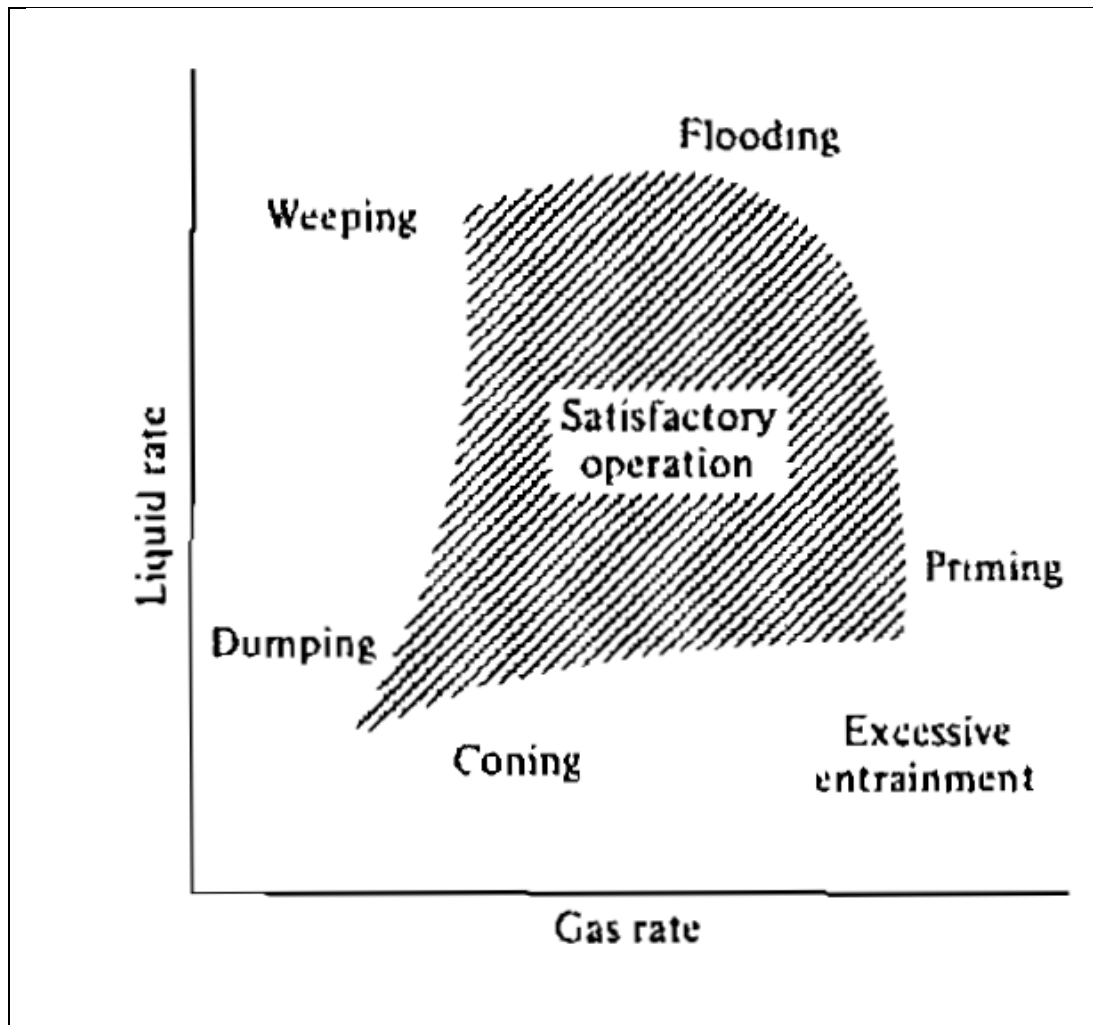 Flooding
Weeping
Satisfactory
operation
Liquid rate
Priming
Dumping
Coning
Excessive
entrainment
Gas rate